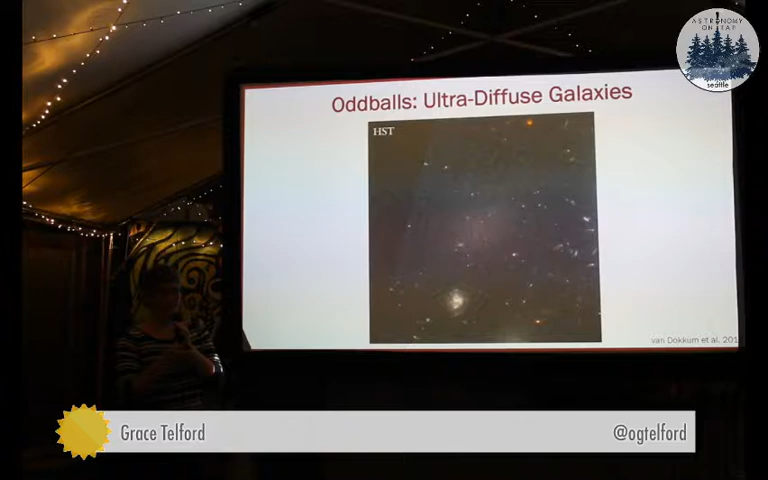 ASTRONOMY
ON TAP
seattle
Oddballs: Ultra-Diffuse Galaxies
HST
van Dokkum et al. 201
Grace Telford
@ogtelford